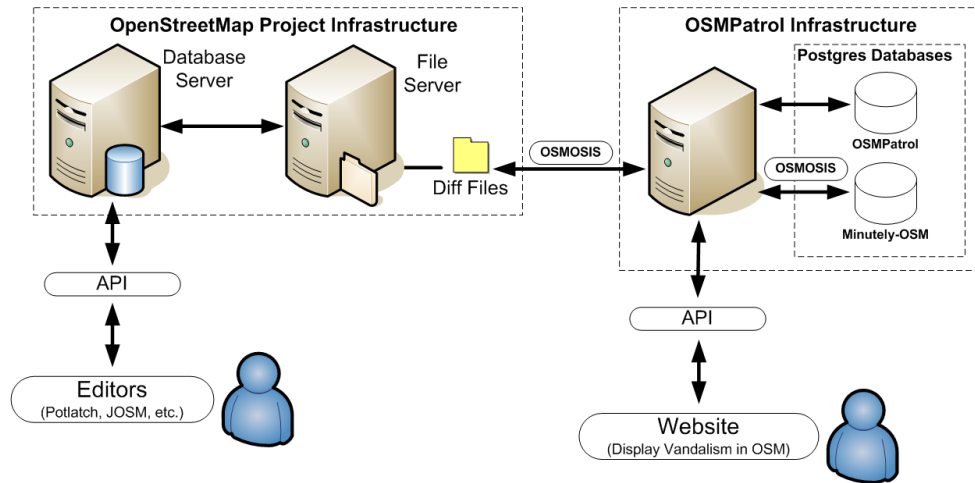 OpenStreetMap Project Infrastructure
Database
Server
File
Server
Diff Files
OSMOSIS
API
Editors
(Potlatch, JOSM, etc.)
OSMPatrol Infrastructure
Postgres Databases
OSMPatrol
OSMOSIS
Minutely-OSM
API
Website
(Display Vandalism in OSM)